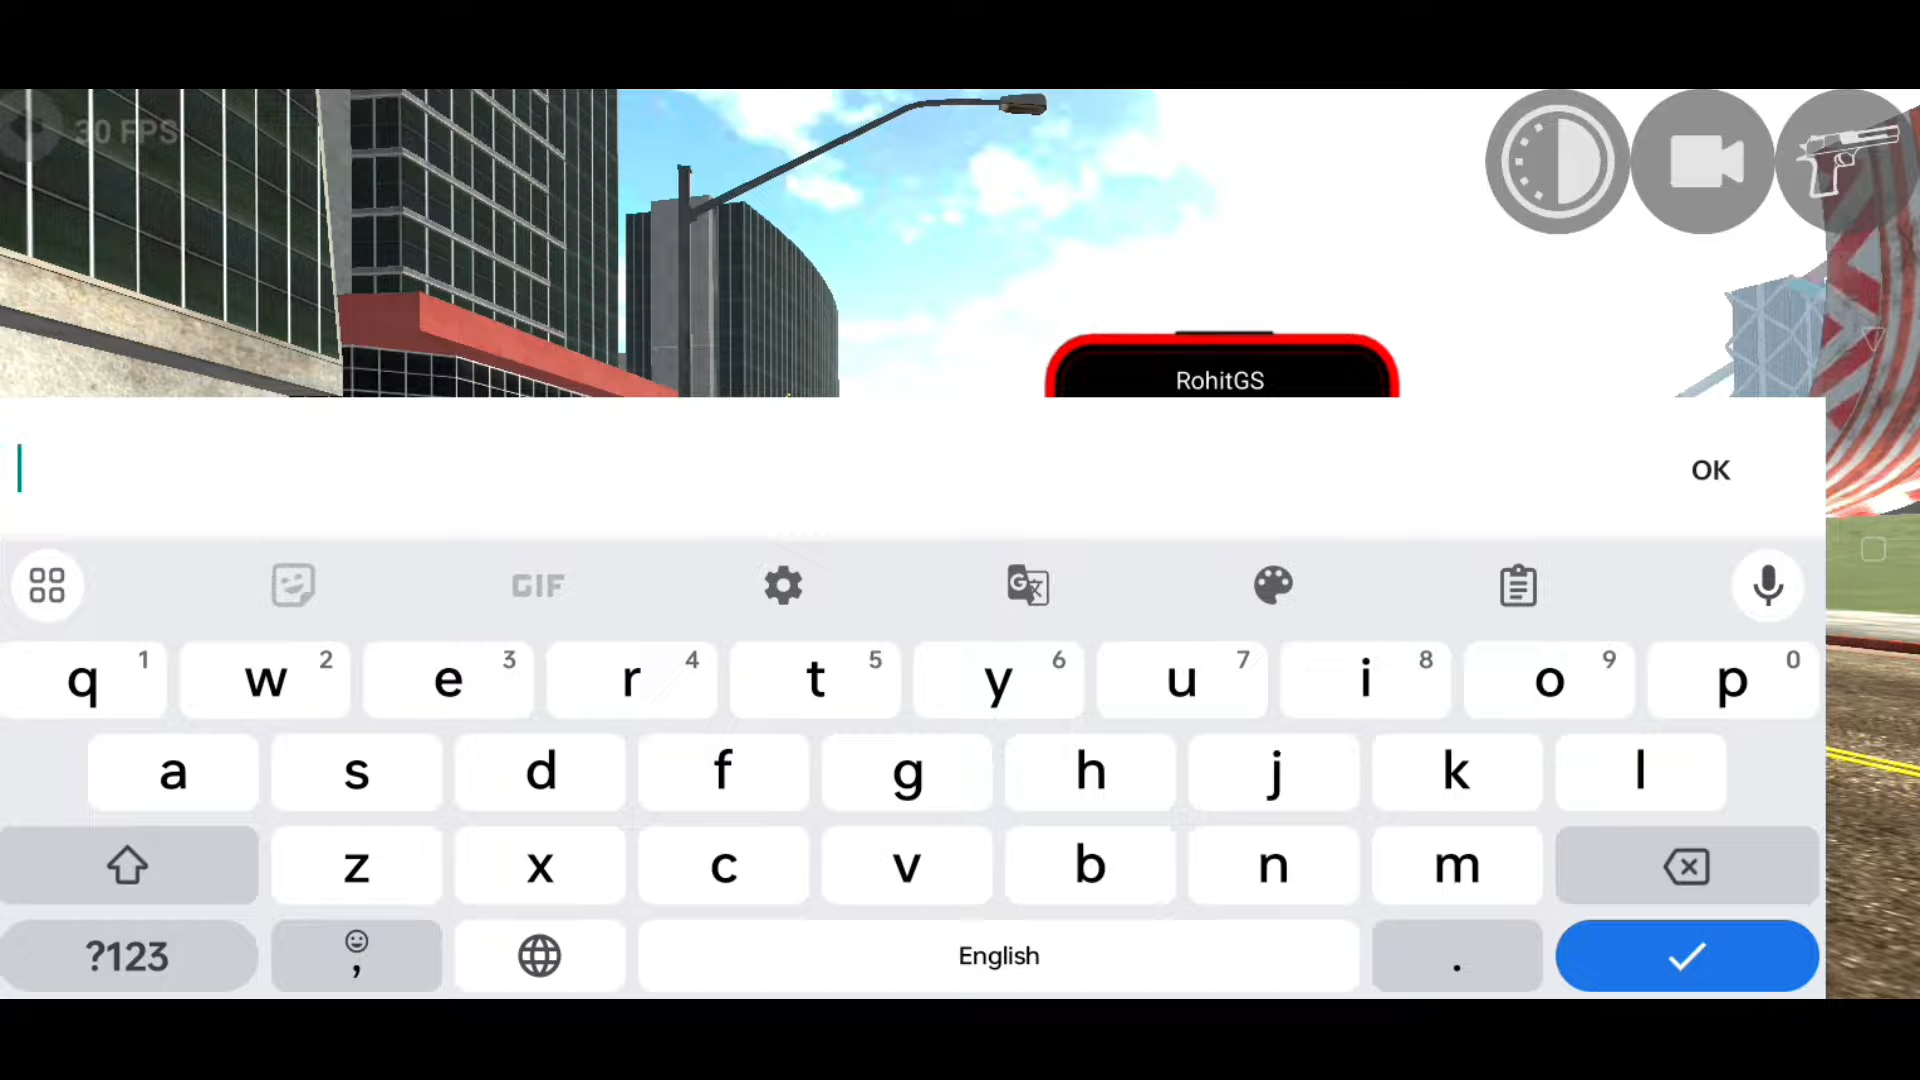 30 FPS
RohitGS
OK
GIF
G
q 1 w 2 e 3 r 4 t 5 y 6 u 7 i 8 o 9 p 0
a s d f g h j k l
z x c v b n m
?123 , English .